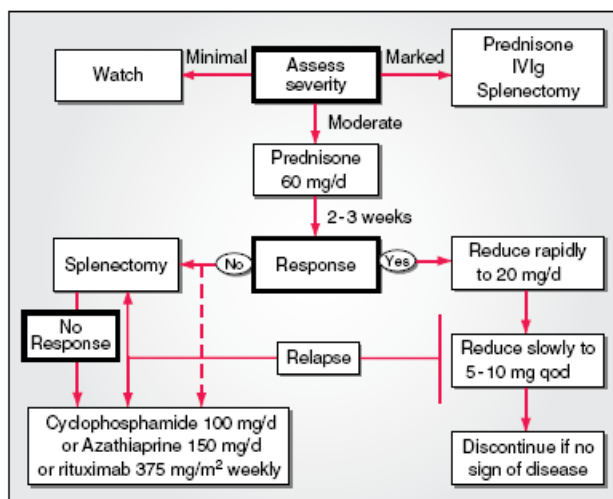 Watch
Minimal
Assess
severity
Marked
Prednisone
IVIg
Splenectomy
Moderate
Prednisone
60 mg/d
2-3 weeks
Splenectomy
No
Response
Yes
Reduce rapidly
to 20 mg/d
No
Response
Relapse
Reduce slowly to
5-10 mg qod
Cyclophosphamide 100 mg/d
or Azathiaprine 150 mg/d
or rituximab 375 mg/m² weekly
Discontinue if no
sign of disease